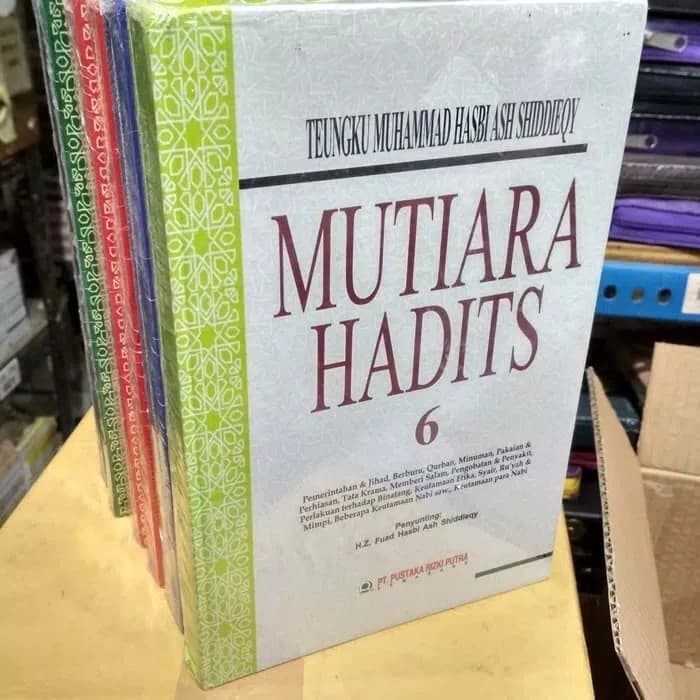 TEUNGKU MUHAMMAD HASBI ASH SHIDDIEQY
MUTIARA
HADITS
6
Pemerintahan & Jihad, Berburu, Qurban, Minuman, Pakaian &
Perhiasan, Tata Krama, Memberi Salam, Pengobatan & Penyakit,
Perlakuan terhadap Binatang, Keutamaan Etika, Syair, Ru'yah &
Mimpi, Beberapa Keutamaan Nabi saw., Keutamaan para Nabi
Penyunting:
H.Z. Fuad Hasbi Ash Shiddieqy
PT. PUSTAKA RIZKI PUTRA
SEMARANG